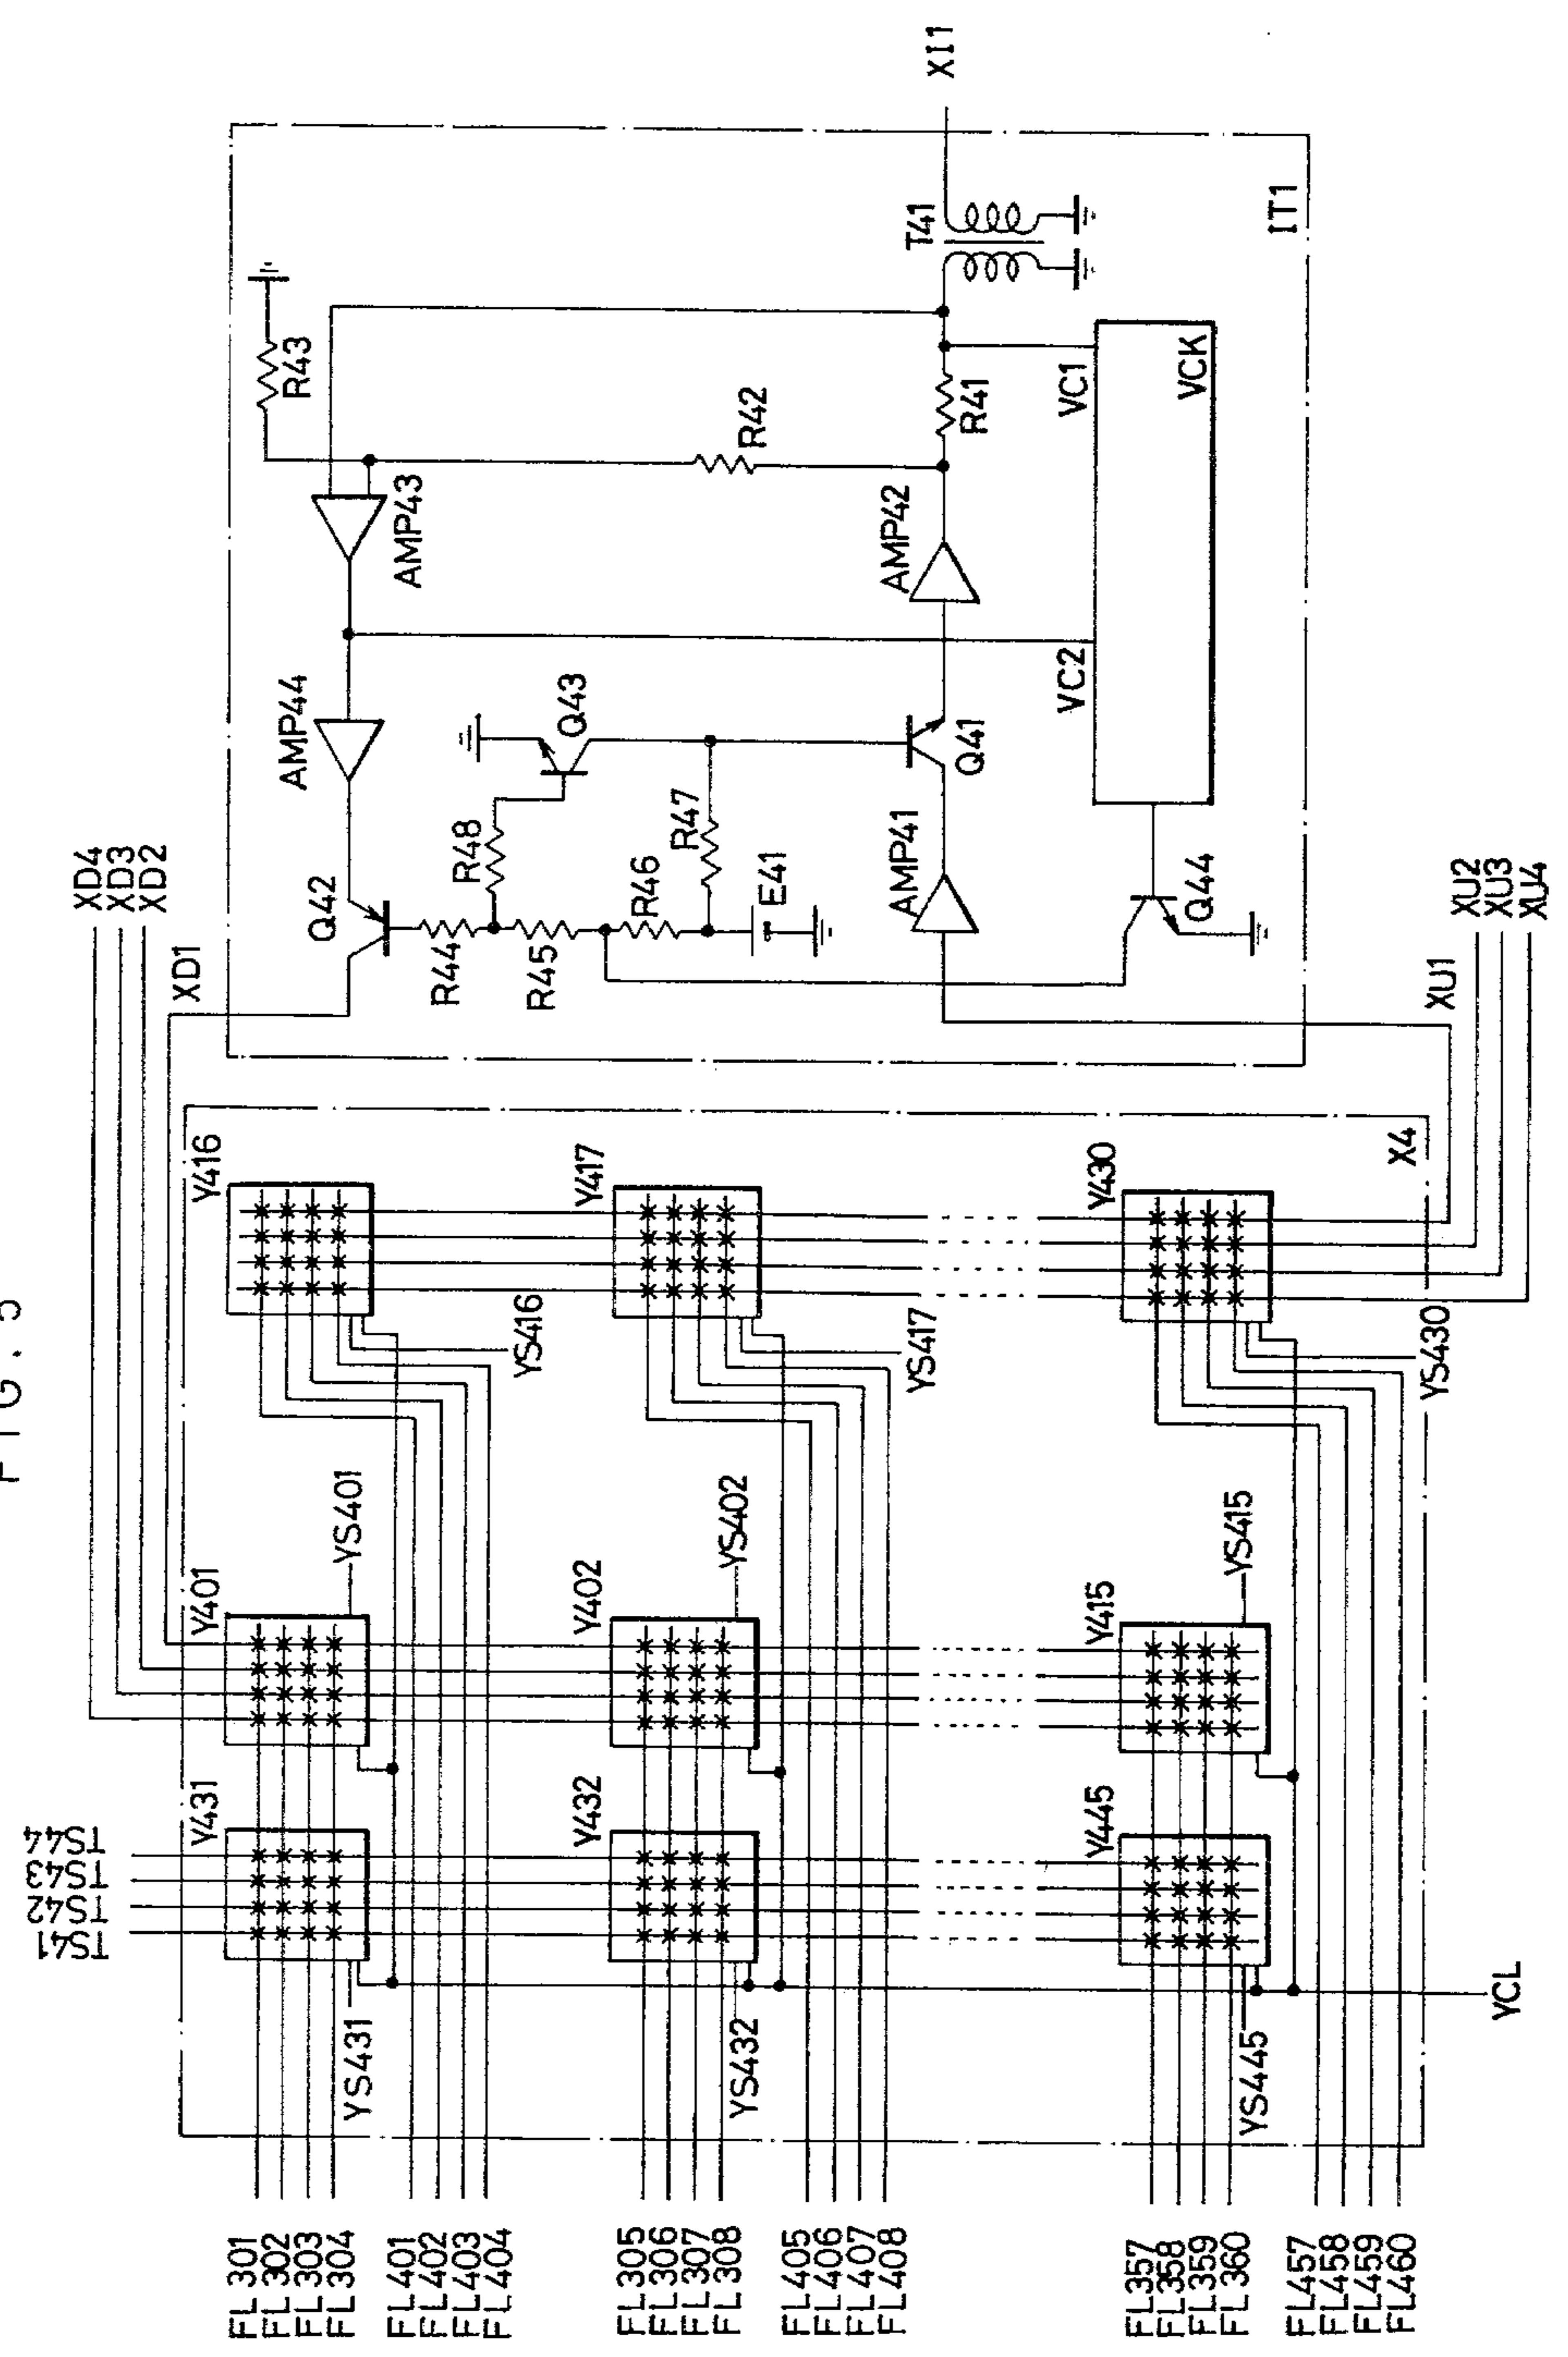 FIG. 5
XI1
IT1
T41
R43
R42
R41
VC1
VCK
AMP43
AMP42
VC2
AMP44
Q43
Q41
R48
R47
R46
E41
AMP41
Q44
Q42
R44
R45
XD4
XD3
XD2
XD1
XU1
XU2
XU3
XU4
X4
Y416
Y417
Y430
YS416
YS417
YS430
YS401
YS402
YS415
Y401
Y402
Y415
Y431
Y432
Y445
TS44
TS43
TS42
TS41
YS431
YS432
YS445
YCL
FL301
FL302
FL303
FL304
FL401
FL402
FL403
FL404
FL305
FL306
FL307
FL308
FL405
FL406
FL407
FL408
FL357
FL358
FL359
FL360
FL457
FL458
FL459
FL460